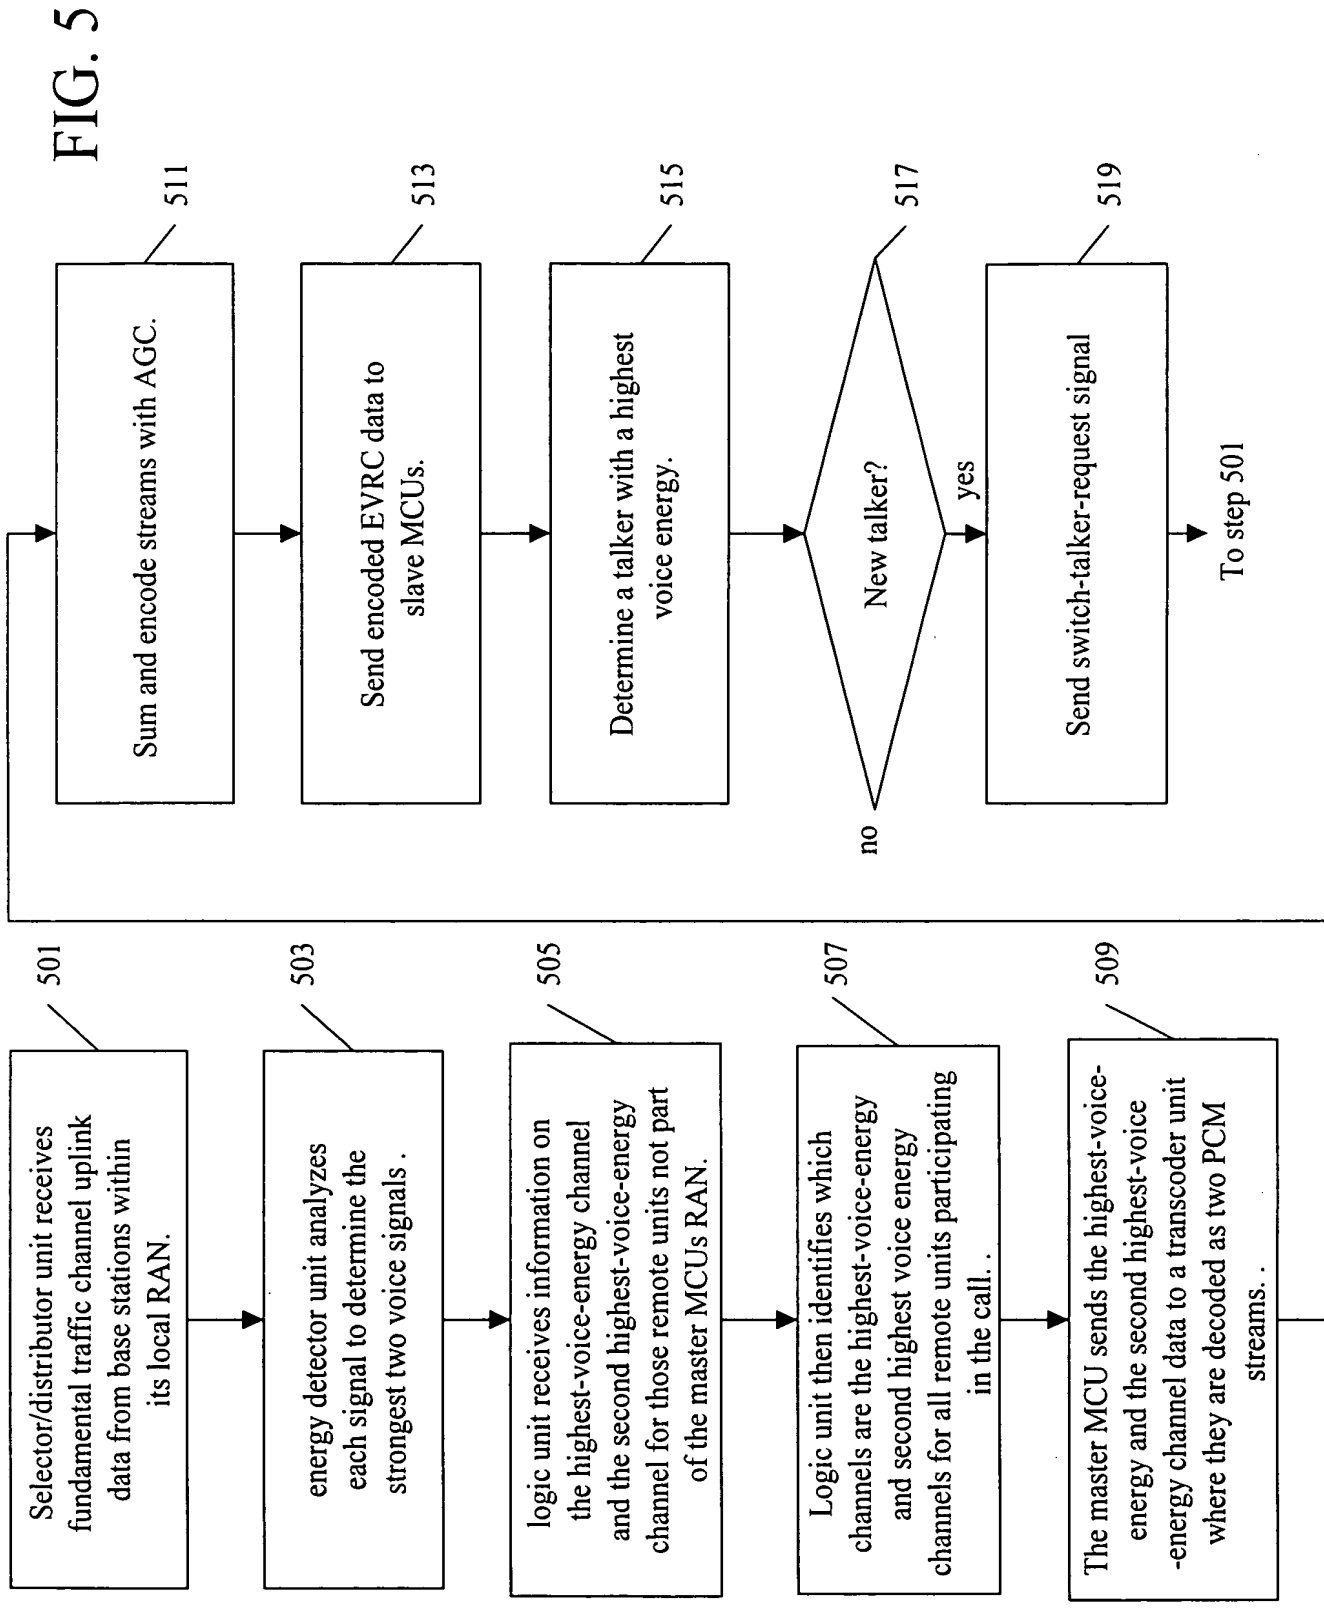 FIG. 5
501
Selector/distributor unit receives
fundamental traffic channel uplink
data from base stations within
its local RAN.
503
energy detector unit analyzes
each signal to determine the
strongest two voice signals .
505
logic unit receives information on
the highest-voice-energy channel
and the second highest-voice-energy
channel for those remote units not part
of the master MCUs RAN.
507
Logic unit then identifies which
channels are the highest-voice-energy
and second highest voice energy
channels for all remote units participating
in the call. .
509
The master MCU sends the highest-voice-
energy and the second highest-voice
-energy channel data to a transcoder unit
where they are decoded as two PCM
streams. .
511
Sum and encode streams with AGC.
513
Send encoded EVRC data to
slave MCUs.
515
Determine a talker with a highest
voice energy.
517
New talker?
no
yes
519
Send switch-talker-request signal
To step 501